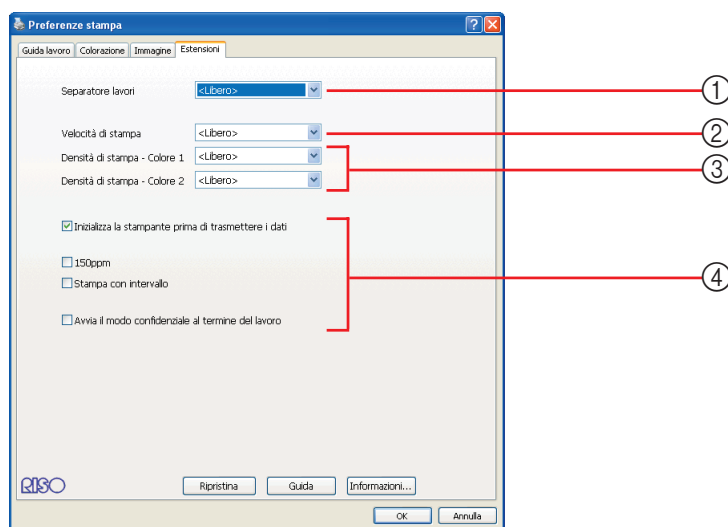 Preferenze stampa
Guida lavoro Colorazione Immagine Estensioni
Separatore lavori <Libero> 1
Velocità di stampa <Libero> 2
Densità di stampa - Colore 1 <Libero> 3
Densità di stampa - Colore 2 <Libero>
Inizializza la stampante prima di trasmettere i dati
150ppm 4
Stampa con intervallo
Avvia il modo confidenziale al termine del lavoro
RISO Ripristina Guida Informazioni...
OK Annulla